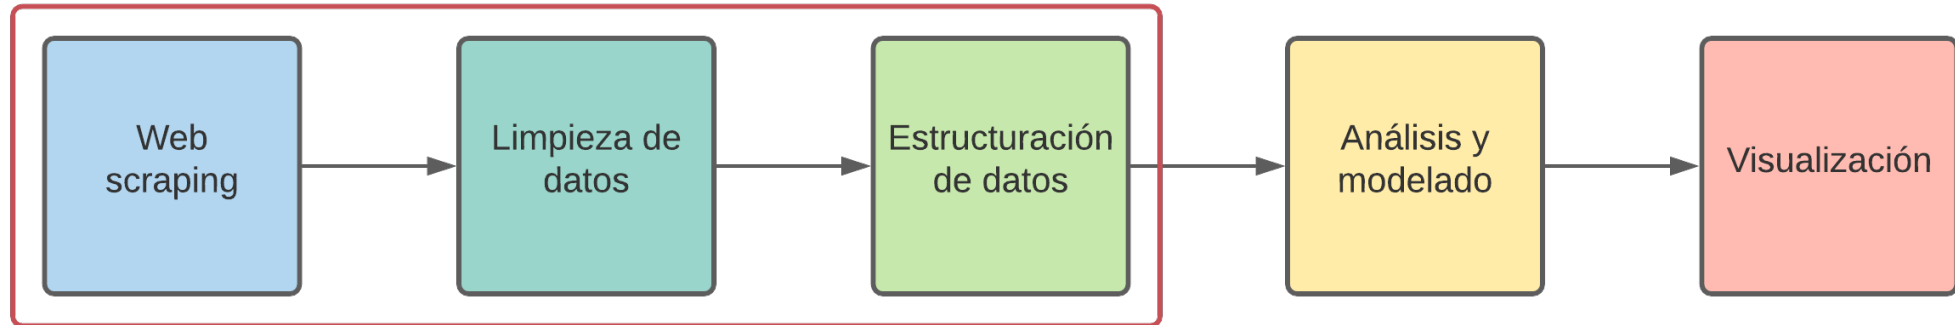 Web
scraping
Limpieza de
datos
Estructuración
de datos
Análisis y
modelado
Visualización